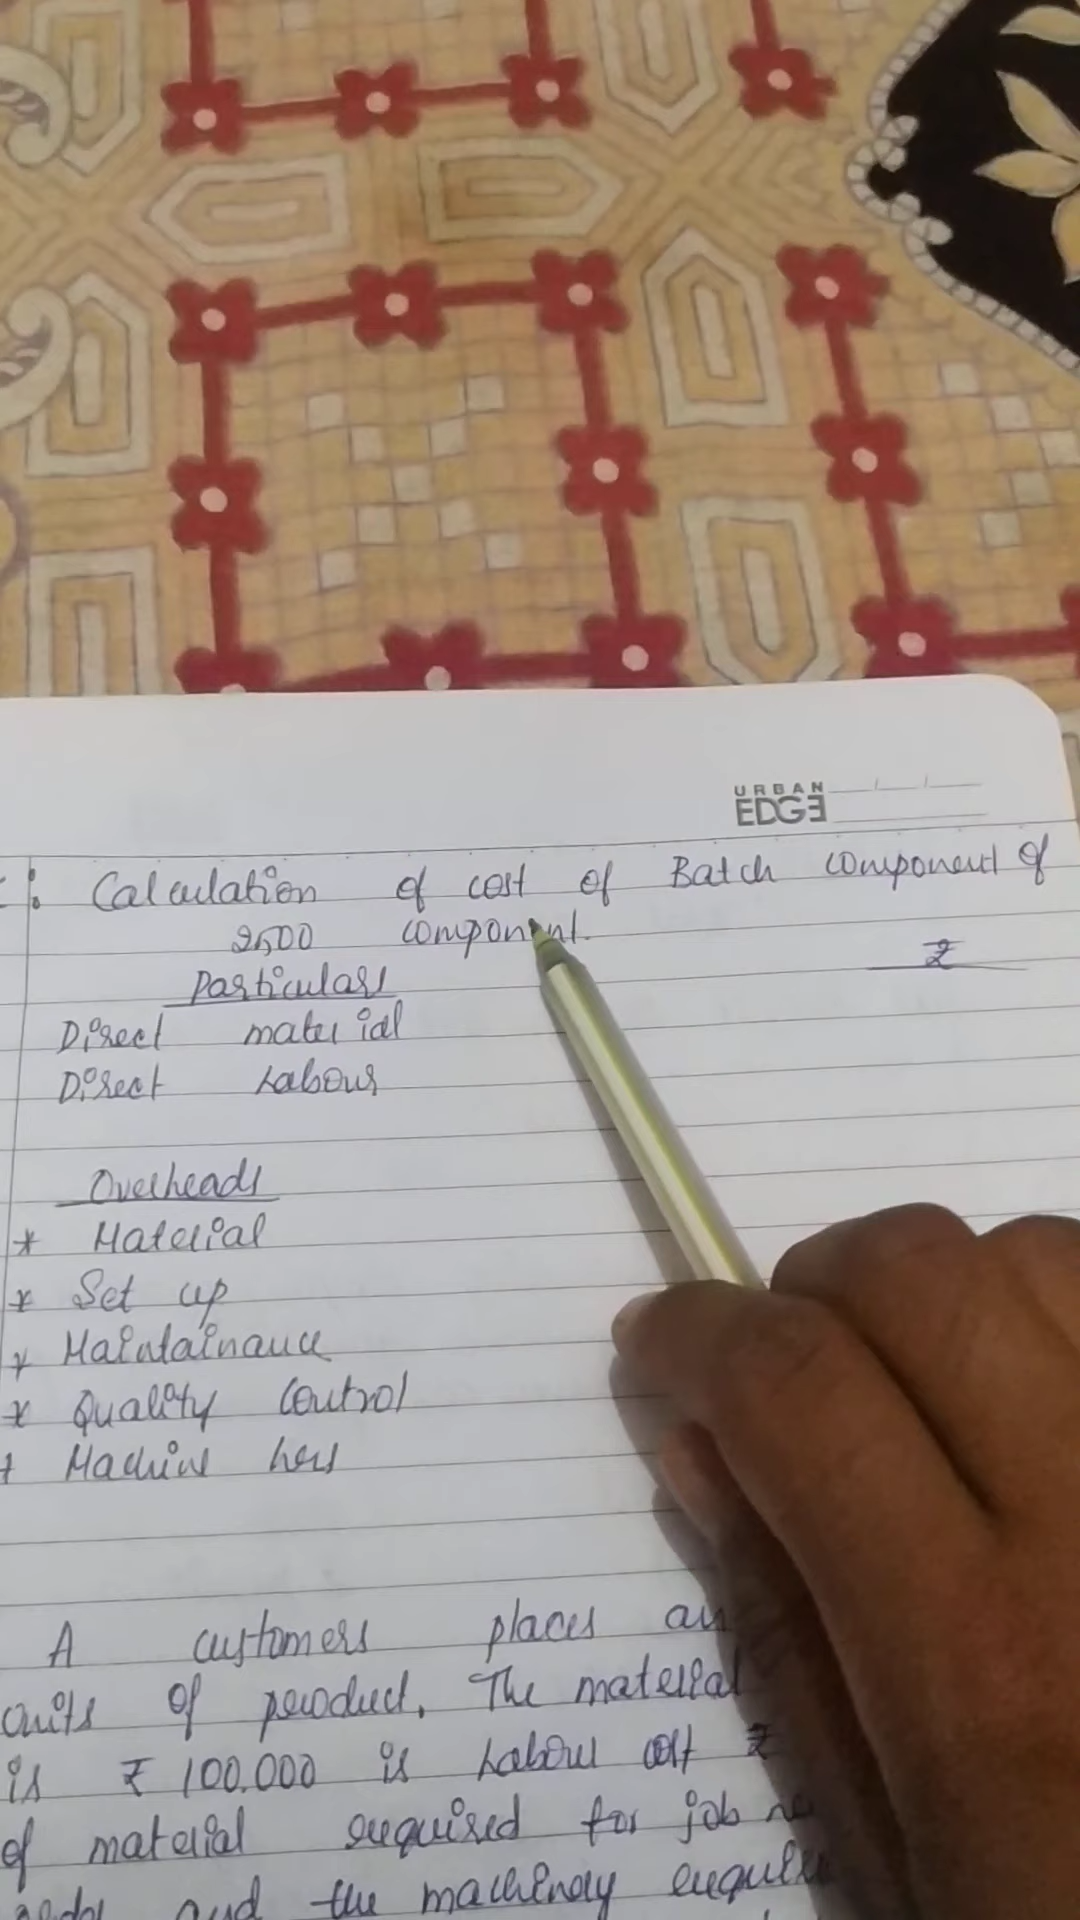 URBAN
EDGE
: Calculation of cost of Batch component of
2500 component.
Particulars ₹
Direct material
Direct Labour
Overheads
* Material
* Set up
* Maintainance
* Quality Control
* Machine hrs
A customers places an
units of product. The material
is ₹ 100.000 is Labour cost ₹
of material required for job
and the machinery